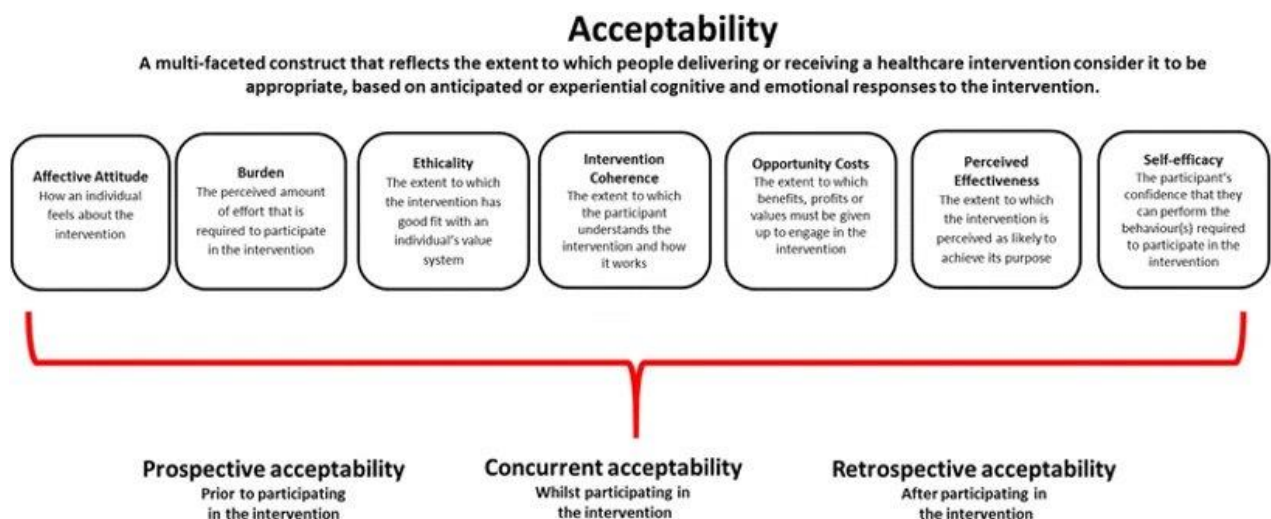 Acceptability
A multi-faceted construct that reflects the extent to which people delivering or receiving a healthcare intervention consider it to be
appropriate, based on anticipated or experiential cognitive and emotional responses to the intervention.
Affective Attitude
How an individual
feels about the
intervention
Burden
The perceived amount
of effort that is
required to participate
in the intervention
Ethicality
The extent to which
the intervention has
good fit with an
individual's value
system
Intervention
Coherence
The extent to which
the participant
understands the
intervention and how
it works
Opportunity Costs
The extent to which
benefits, profits or
values must be given
up to engage in the
intervention
Perceived
Effectiveness
The extent to which
the intervention is
perceived as likely to
achieve its purpose
Self-efficacy
The participant's
confidence that they
can perform the
behaviour(s) required
to participate in the
intervention
Prospective acceptability
Prior to participating
in the intervention
Concurrent acceptability
Whilst participating in
the intervention
Retrospective acceptability
After participating in
the intervention